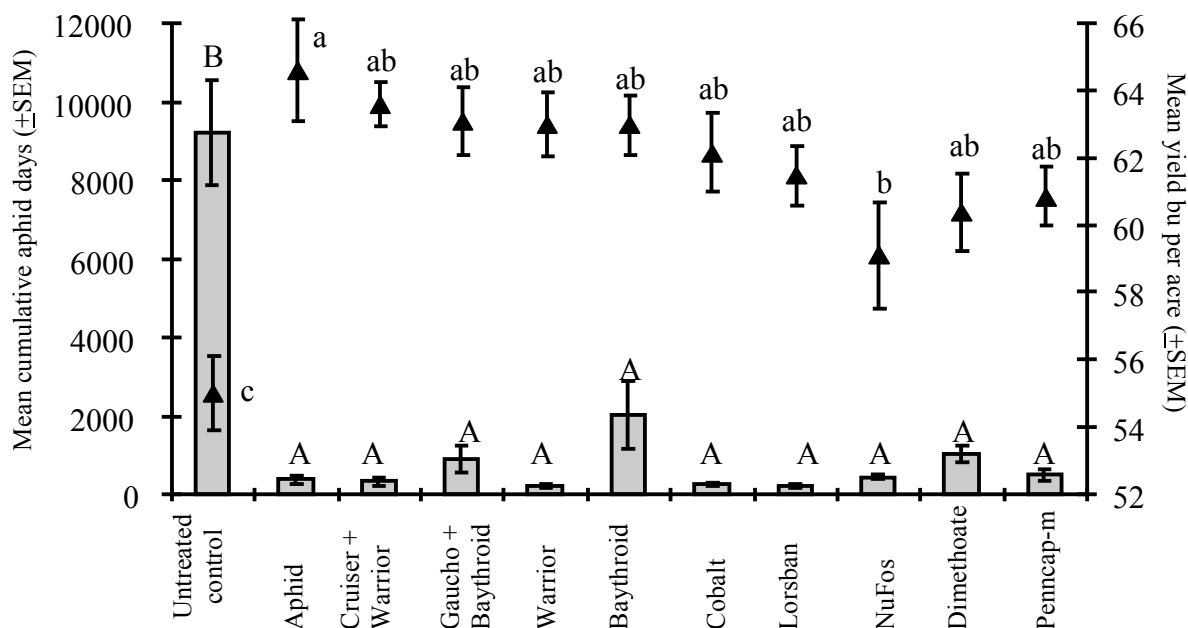 Mean cumulative aphid days (±SEM)
12000
10000
8000
6000
4000
2000
0
B
c
a
ab
ab
ab
ab
ab
ab
b
ab
ab
A
A
A
A
A
A
A
A
A
A
66
64
62
60
58
56
54
52
Mean yield bu per acre (±SEM)
Untreated
control
Aphid
Cruiser +
Warrior
Gaucho +
Baythroid
Warrior
Baythroid
Cobalt
Lorsban
NuFos
Dimethoate
Penncap-m